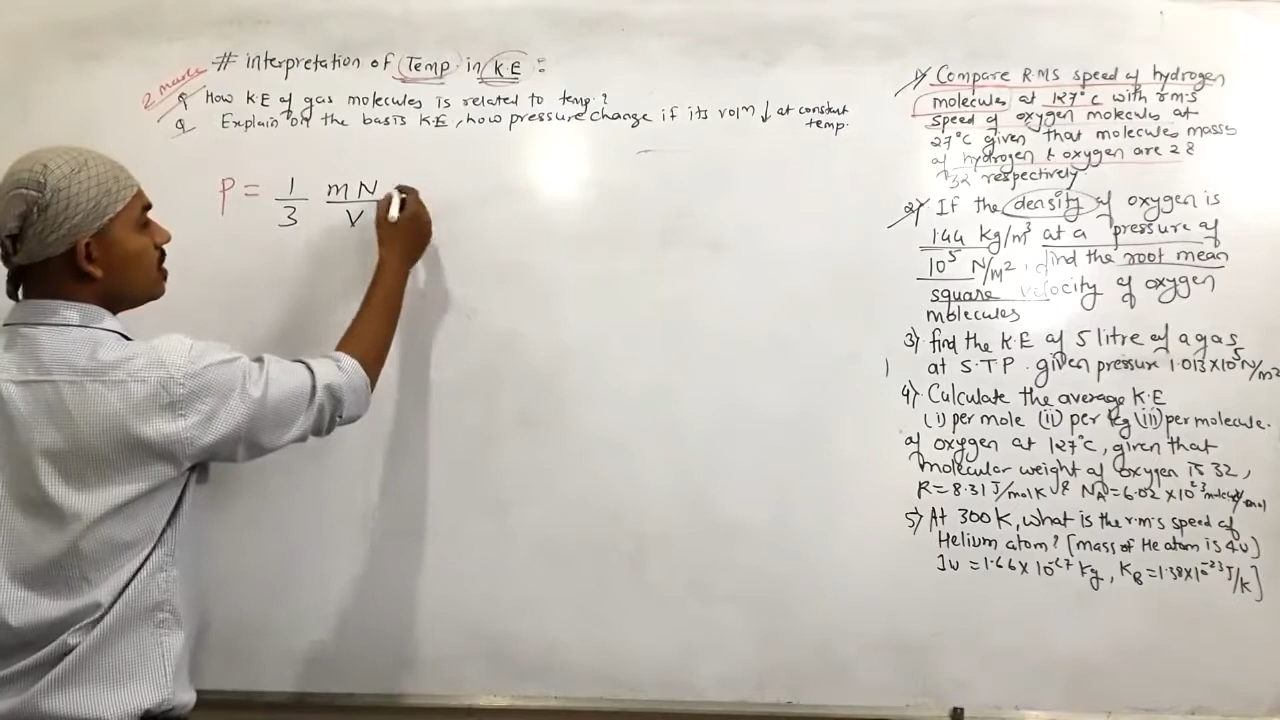 # interpretation of Temp. in K.E :
2 marks
Q How K.E of gas molecules is related to temp.?
Q Explain on the basis K.E, how pressure change if its volm ↓ at constant
temp.
P = 1/3 mN/V
1) Compare R.M.S speed of hydrogen
molecules at 127°C with r.m.s
speed of oxygen molecules at
27°C given that molecules masses
of hydrogen & oxygen are 2 &
32 respectively.
2) If the density of oxygen is
1.44 kg/m³ at a pressure of
10⁵ N/m², find the root mean
square velocity of oxygen
molecules
3) find the K.E of 5 litre of a gas
at S.T.P. given pressure 1.013×10⁵ N/m²
4) Calculate the average K.E
(i) per mole (ii) per kg (iii) per molecule.
of oxygen at 127°C, given that
molecular weight of oxygen is 32,
R=8.31 J/mol K & N_A=6.02 ×10²³
5) At 300 K, what is the r.m.s speed of
Helium atom? [mass of He atom is 4u]
1u = 1.66× Kg, K_B=1.38×10⁻²³ J/K]